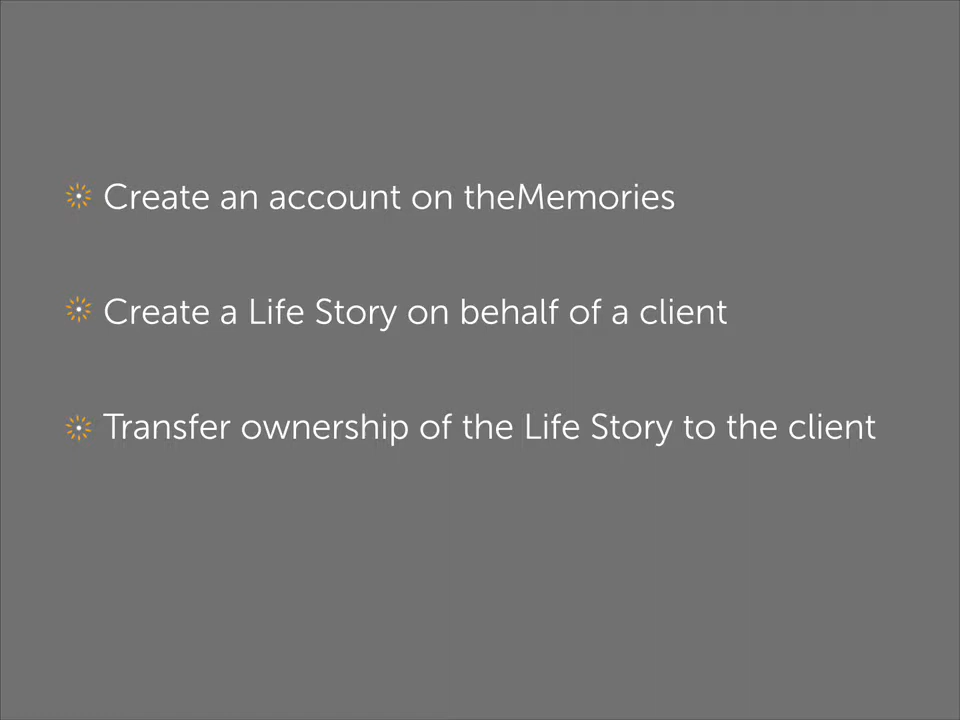 Create an account on theMemories
Create a Life Story on behalf of a client
Transfer ownership of the Life Story to the client